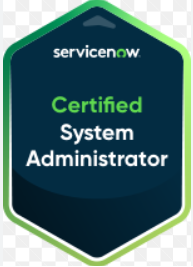 servicenow
Certified
System
Administrator